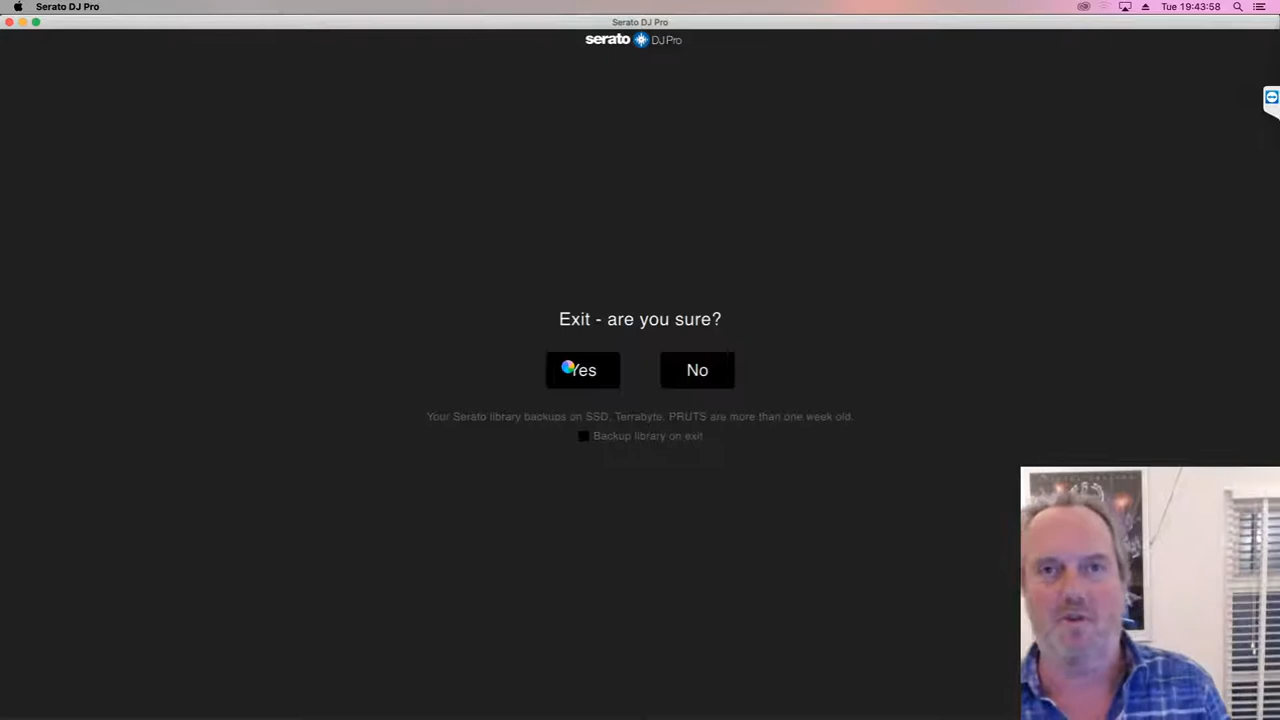 Serato DJ Pro
Tue 19:43:58
Serato DJ Pro
serato DJ Pro
Exit - are you sure?
Yes
No
Your Serato library backups on SSD, Terrabyte, PRUTS are more than one week old.
Backup library on exit